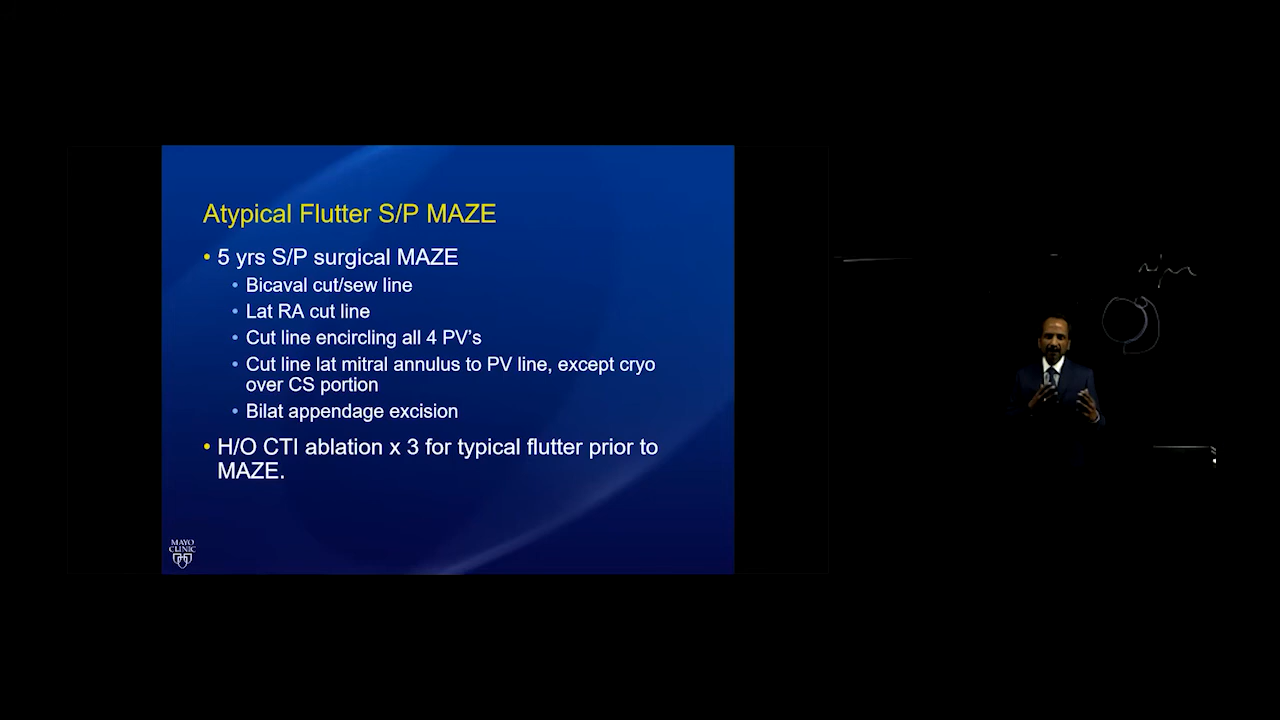 Atypical Flutter S/P MAZE
• 5 yrs S/P surgical MAZE
• Bicaval cut/sew line
• Lat RA cut line
• Cut line encircling all 4 PV's
• Cut line lat mitral annulus to PV line, except cryo
over CS portion
• Bilat appendage excision
• H/O CTI ablation x 3 for typical flutter prior to
MAZE.
MAYO
CLINIC